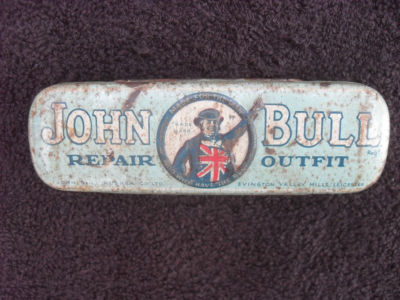 JOHN BULL
REPAIR OUTFIT
EVINGTON VALLEY MILLS, LEICESTER